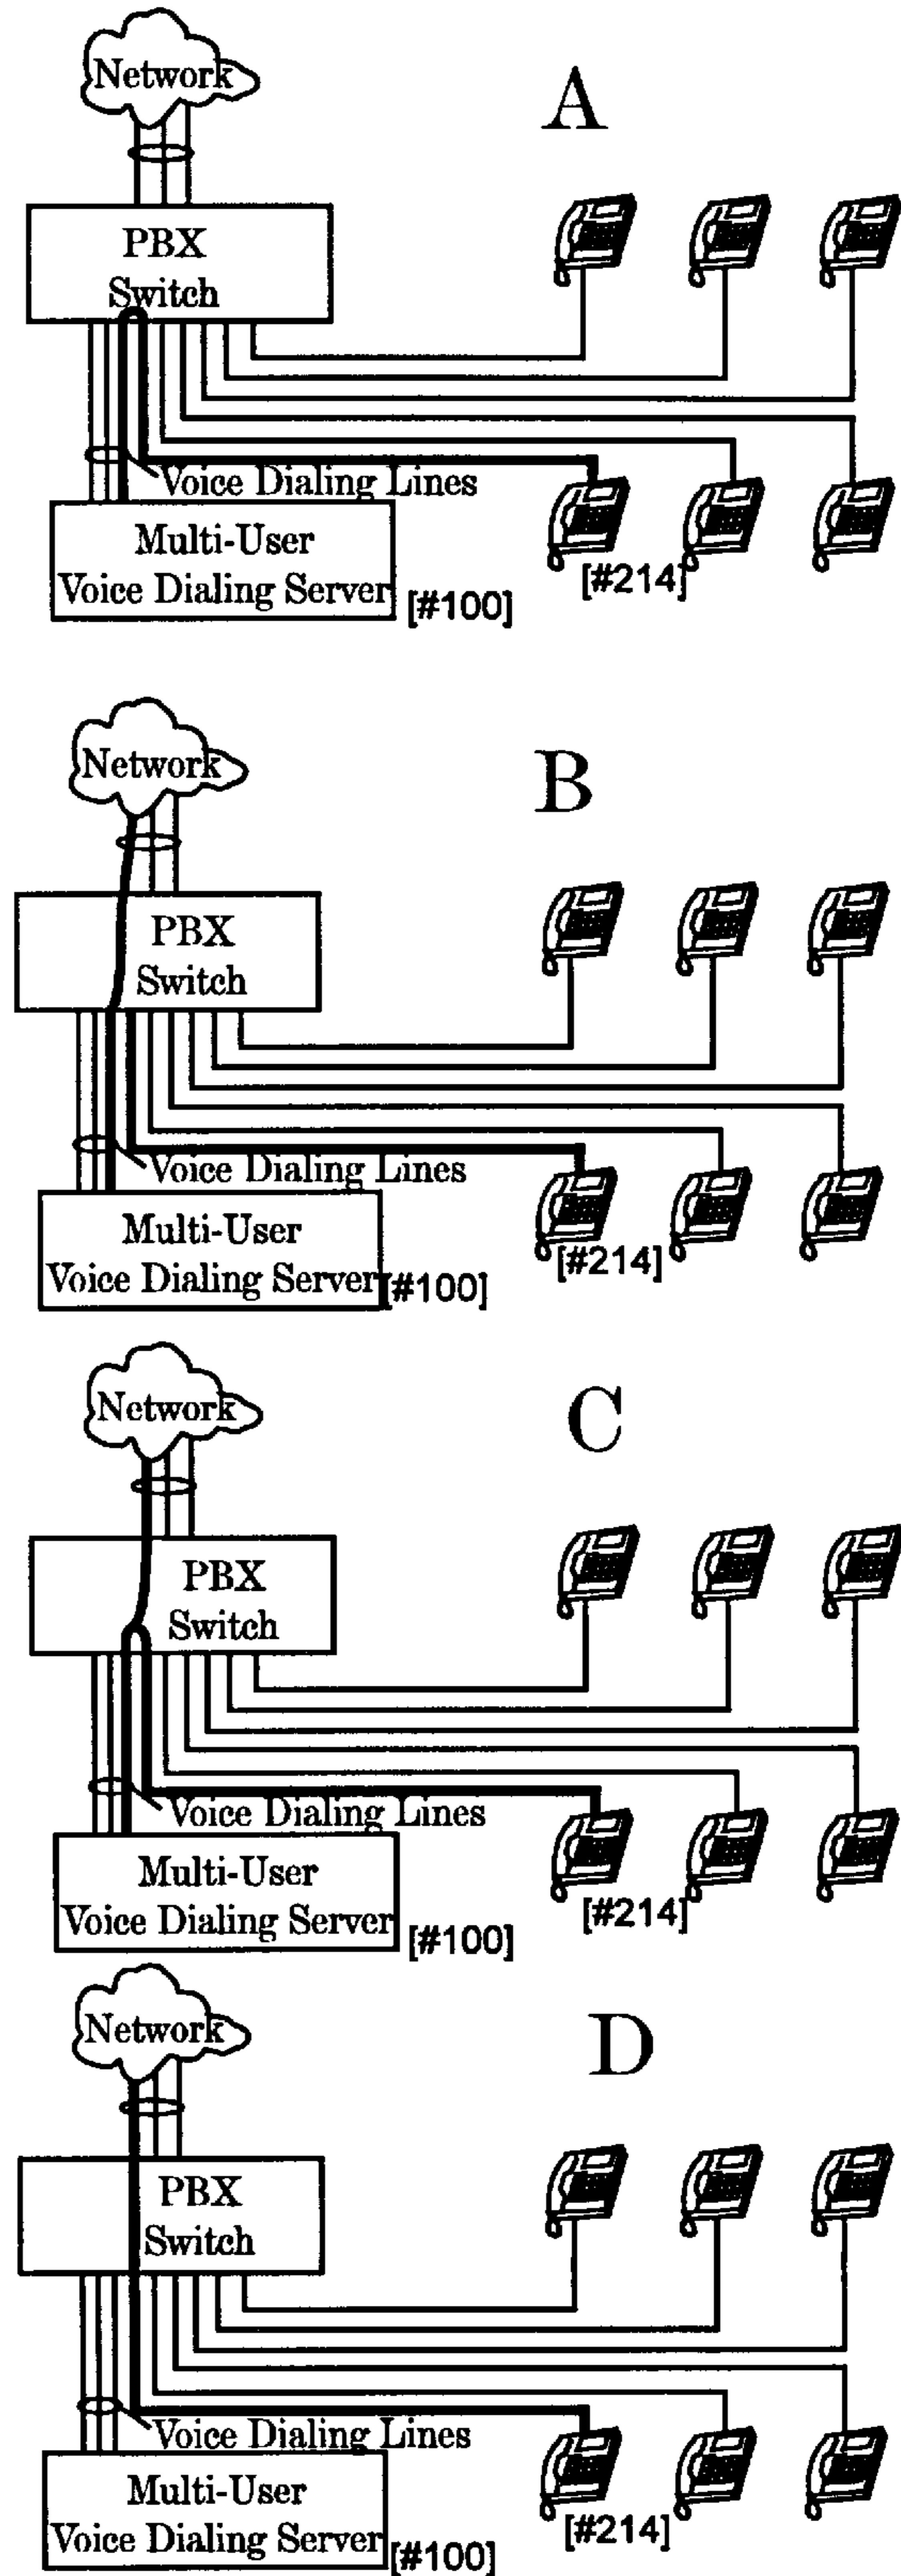 Network
A
PBX
Switch
Voice Dialing Lines
Multi-User
Voice Dialing Server
[#100]
[#214]
Network
B
PBX
Switch
Voice Dialing Lines
Multi-User
Voice Dialing Server
[#100]
[#214]
Network
C
PBX
Switch
Voice Dialing Lines
Multi-User
Voice Dialing Server
[#100]
[#214]
Network
D
PBX
Switch
Voice Dialing Lines
Multi-User
Voice Dialing Server
[#100]
[#214]